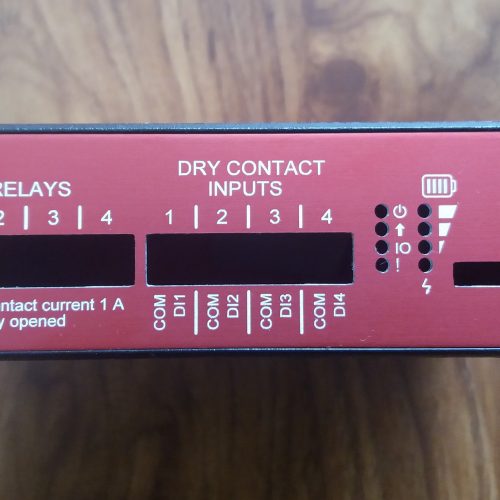 RELAYS
2 | 3 | 4
ontact current 1 A
y opened
DRY CONTACT
INPUTS
1 | 2 | 3 | 4
COM DI1 | COM DI2 | COM DI3 | COM DI4
IO
!